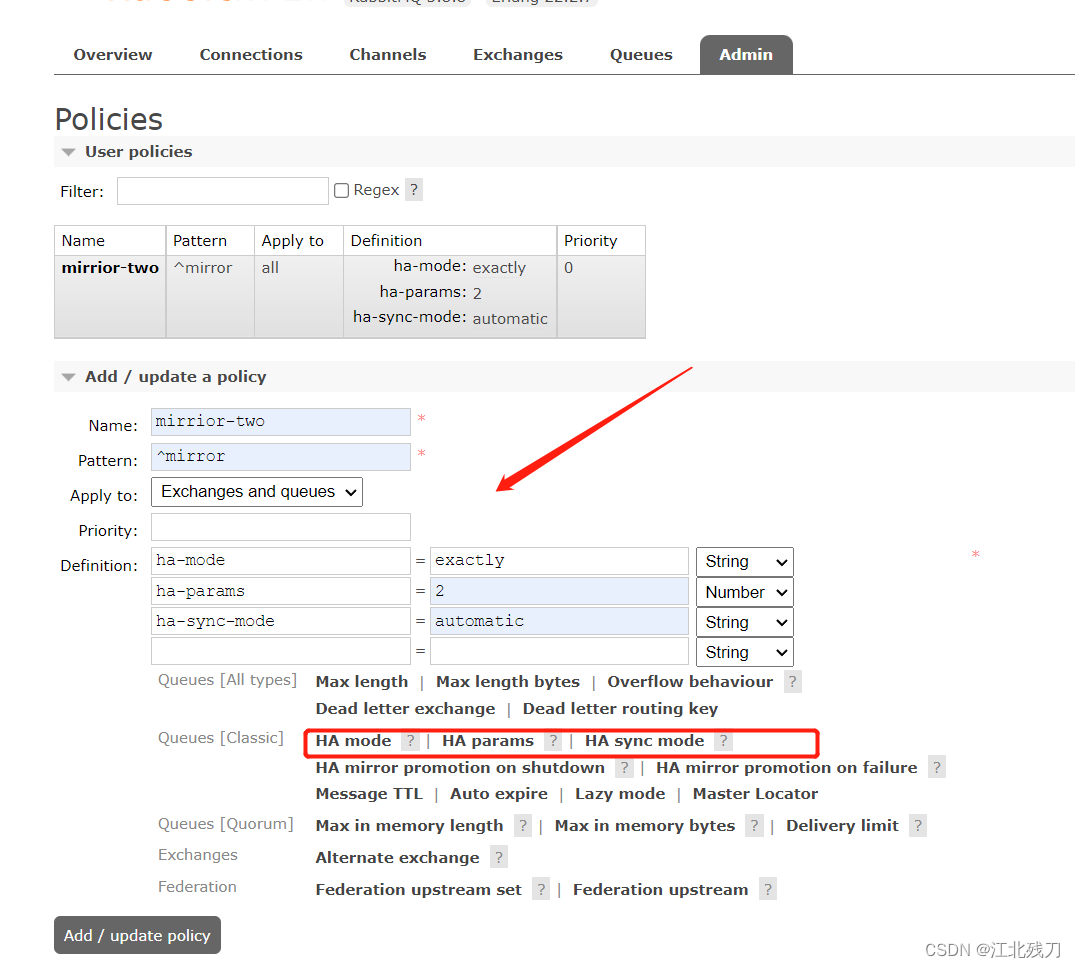 Overview Connections Channels Exchanges Queues Admin
Policies
User policies
Filter: Regex ?
Name Pattern Apply to Definition Priority
mirrior-two ^mirror all ha-mode: exactly 0
ha-params: 2
ha-sync-mode: automatic
Add / update a policy
Name: mirrior-two *
Pattern: ^mirror *
Apply to: Exchanges and queues
Priority:
Definition: ha-mode = exactly String *
ha-params = 2 Number
ha-sync-mode = automatic String
= String
Queues [All types] Max length | Max length bytes | Overflow behaviour ?
Dead letter exchange | Dead letter routing key
Queues [Classic] HA mode ? | HA params ? | HA sync mode ?
HA mirror promotion on shutdown ? | HA mirror promotion on failure ?
Message TTL | Auto expire | Lazy mode | Master Locator
Queues [Quorum] Max in memory length ? | Max in memory bytes ? | Delivery limit ?
Exchanges Alternate exchange ?
Federation Federation upstream set ? | Federation upstream ?
Add / update policy
CSDN @江北残刀